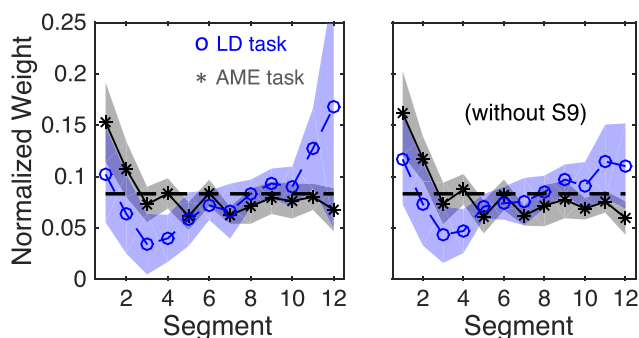 0.25
0.2
0.15
0.1
0.05
0
Normalized Weight
o LD task
* AME task
2 4 6 8 10 12
Segment
(without S9)
2 4 6 8 10 12
Segment